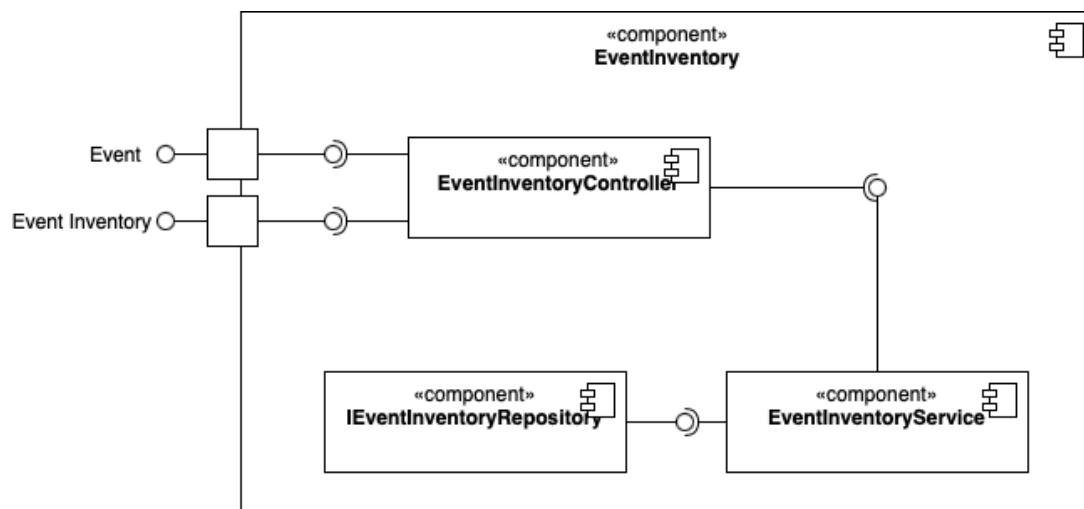 «component»
EventInventory
Event
«component»
EventInventoryController
Event Inventory
«component»
IEventInventoryRepository
«component»
EventInventoryService